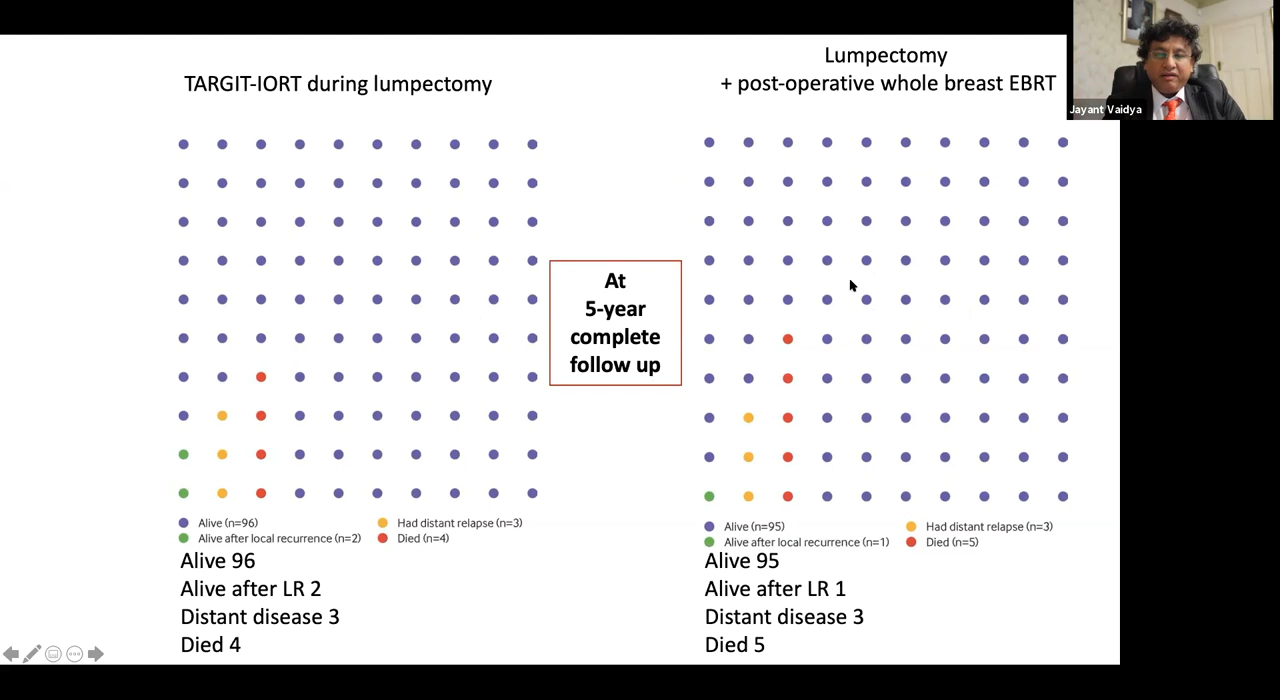 TARGIT-IORT during lumpectomy
Lumpectomy
+ post-operative whole breast EBRT
Jayant Vaidya
At
5-year
complete
follow up
Alive (n=96)
Had distant relapse (n=3)
Alive after local recurrence (n=2)
Died (n=4)
Alive 96
Alive after LR 2
Distant disease 3
Died 4
Alive (n=95)
Had distant relapse (n=3)
Alive after local recurrence (n=1)
Died (n=5)
Alive 95
Alive after LR 1
Distant disease 3
Died 5